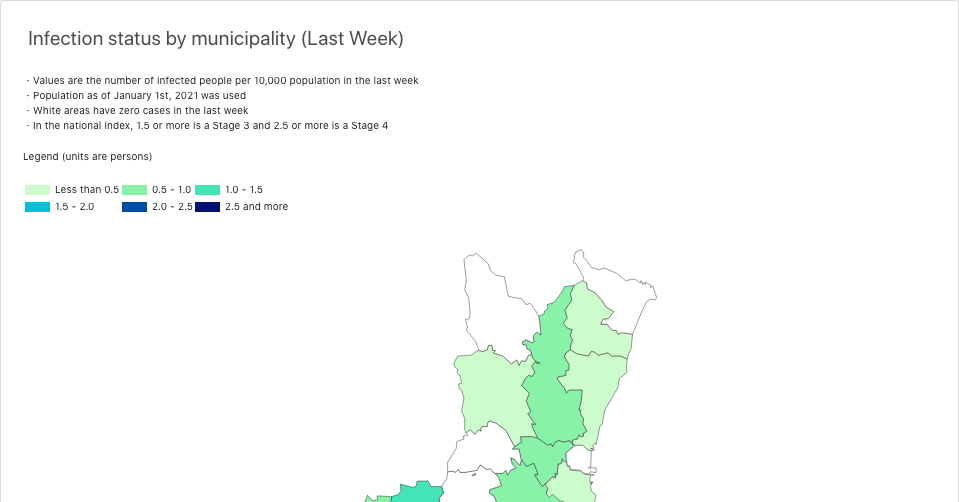 Infection status by municipality (Last Week)
・Values are the number of infected people per 10,000 population in the last week
・Population as of January 1st, 2021 was used
・White areas have zero cases in the last week
・In the national index, 1.5 or more is a Stage 3 and 2.5 or more is a Stage 4
Legend (units are persons)
Less than 0.5 0.5 - 1.0 1.0 - 1.5
1.5 - 2.0 2.0 - 2.5 2.5 and more